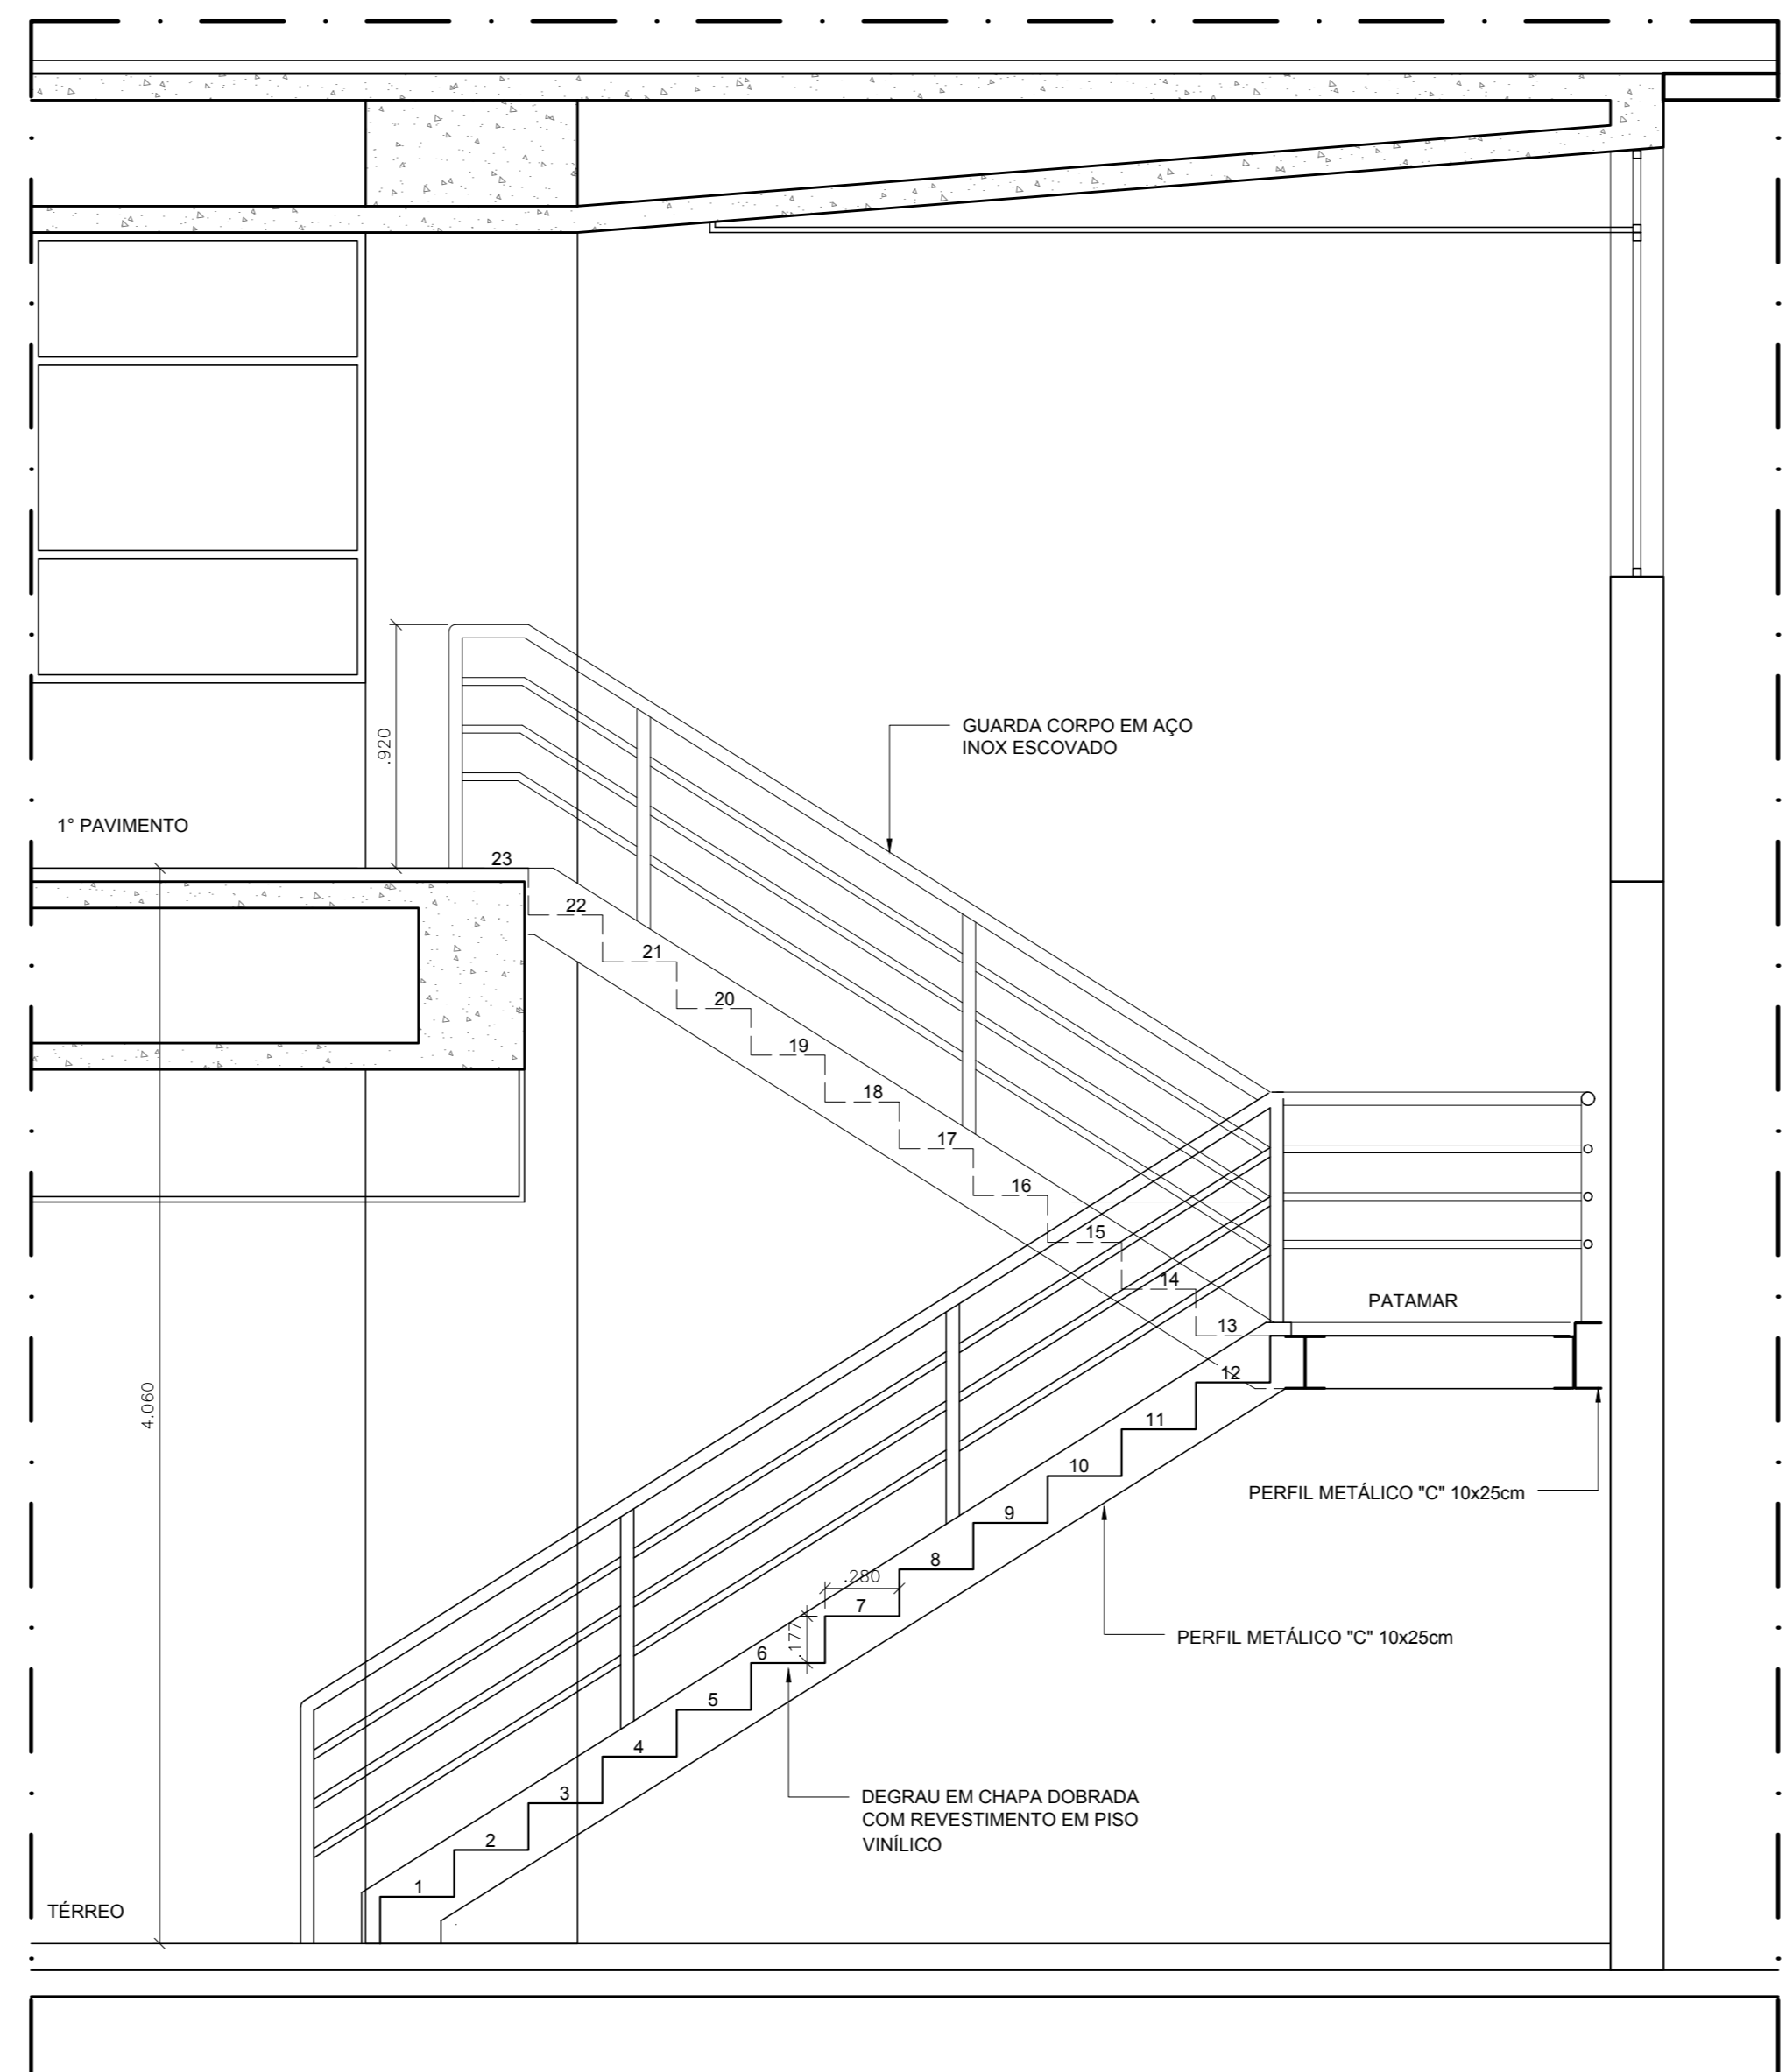 GUARDA CORPO EM AÇO
INOX ESCOVADO
.920
1° PAVIMENTO
23
22
21
20
19
18
17
16
15
14
13
PATAMAR
12
11
10
9
8
7
6
5
4
3
2
1
4.060
PERFIL METÁLICO "C" 10x25cm
.280
.177
PERFIL METÁLICO "C" 10x25cm
DEGRAU EM CHAPA DOBRADA
COM REVESTIMENTO EM PISO
VINÍLICO
TÉRREO